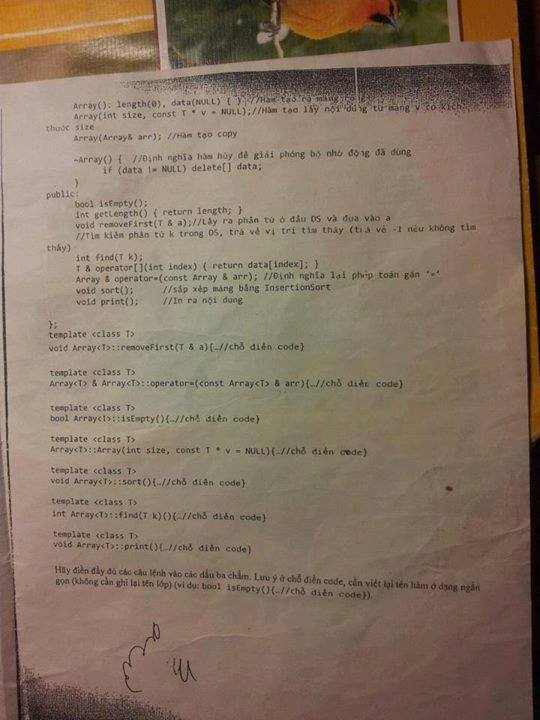 Array(): length(0), data(NULL) { } //Hàm tạo ra mảng rỗng
Array(int size, const T * v = NULL);//Hàm tạo lấy nội dung từ mảng v có kích
thước size
Array(Array& arr); //Hàm tạo copy
~Array() { //Định nghĩa hàm hủy để giải phóng bộ nhớ động đã dùng
if (data != NULL) delete[] data;
}
public:
bool isEmpty();
int getLength() { return length; }
void removeFirst(T & a);//Lấy ra phần tử ở đầu DS và đưa vào a
//Tìm kiếm phần tử k trong DS, trả về vị trí tìm thấy (trả về -1 nếu không tìm
thấy)
int find(T k);
T & operator[](int index) { return data[index]; }
Array & operator=(const Array & arr); //Định nghĩa lại phép toán gán '='
void sort(); //sắp xếp mảng bằng InsertionSort
void print(); //In ra nội dung
};
template <class T>
void Array<T>::removeFirst(T & a){…//chỗ điền code}
template <class T>
Array<T> & Array<T>::operator=(const Array<T> & arr){…//chỗ điền code}
template <class T>
bool Array<T>::isEmpty(){…//chỗ điền code}
template <class T>
Array<T>::Array(int size, const T * v = NULL){…//chỗ điền code}
template <class T>
void Array<T>::sort(){…//chỗ điền code}
template <class T>
int Array<T>::find(T k)(){…//chỗ điền code}
template <class T>
void Array<T>::print(){…//chỗ điền code}
Hãy điền đầy đủ các câu lệnh vào các dấu ba chấm. Lưu ý ở chỗ điền code, cần viết lại tên hàm ở dạng ngắn
gọn (không cần ghi lại tên lớp) (ví dụ: bool isEmpty(){…//chỗ điền code}).